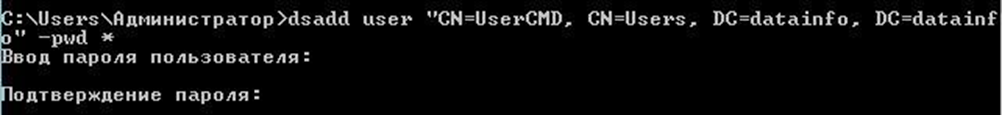 C:\Users\Администратор>dsadd user "CN=UserCMD, CN=Users, DC=datainfo, DC=datainf
o" -pwd *
Ввод пароля пользователя:
Подтверждение пароля: